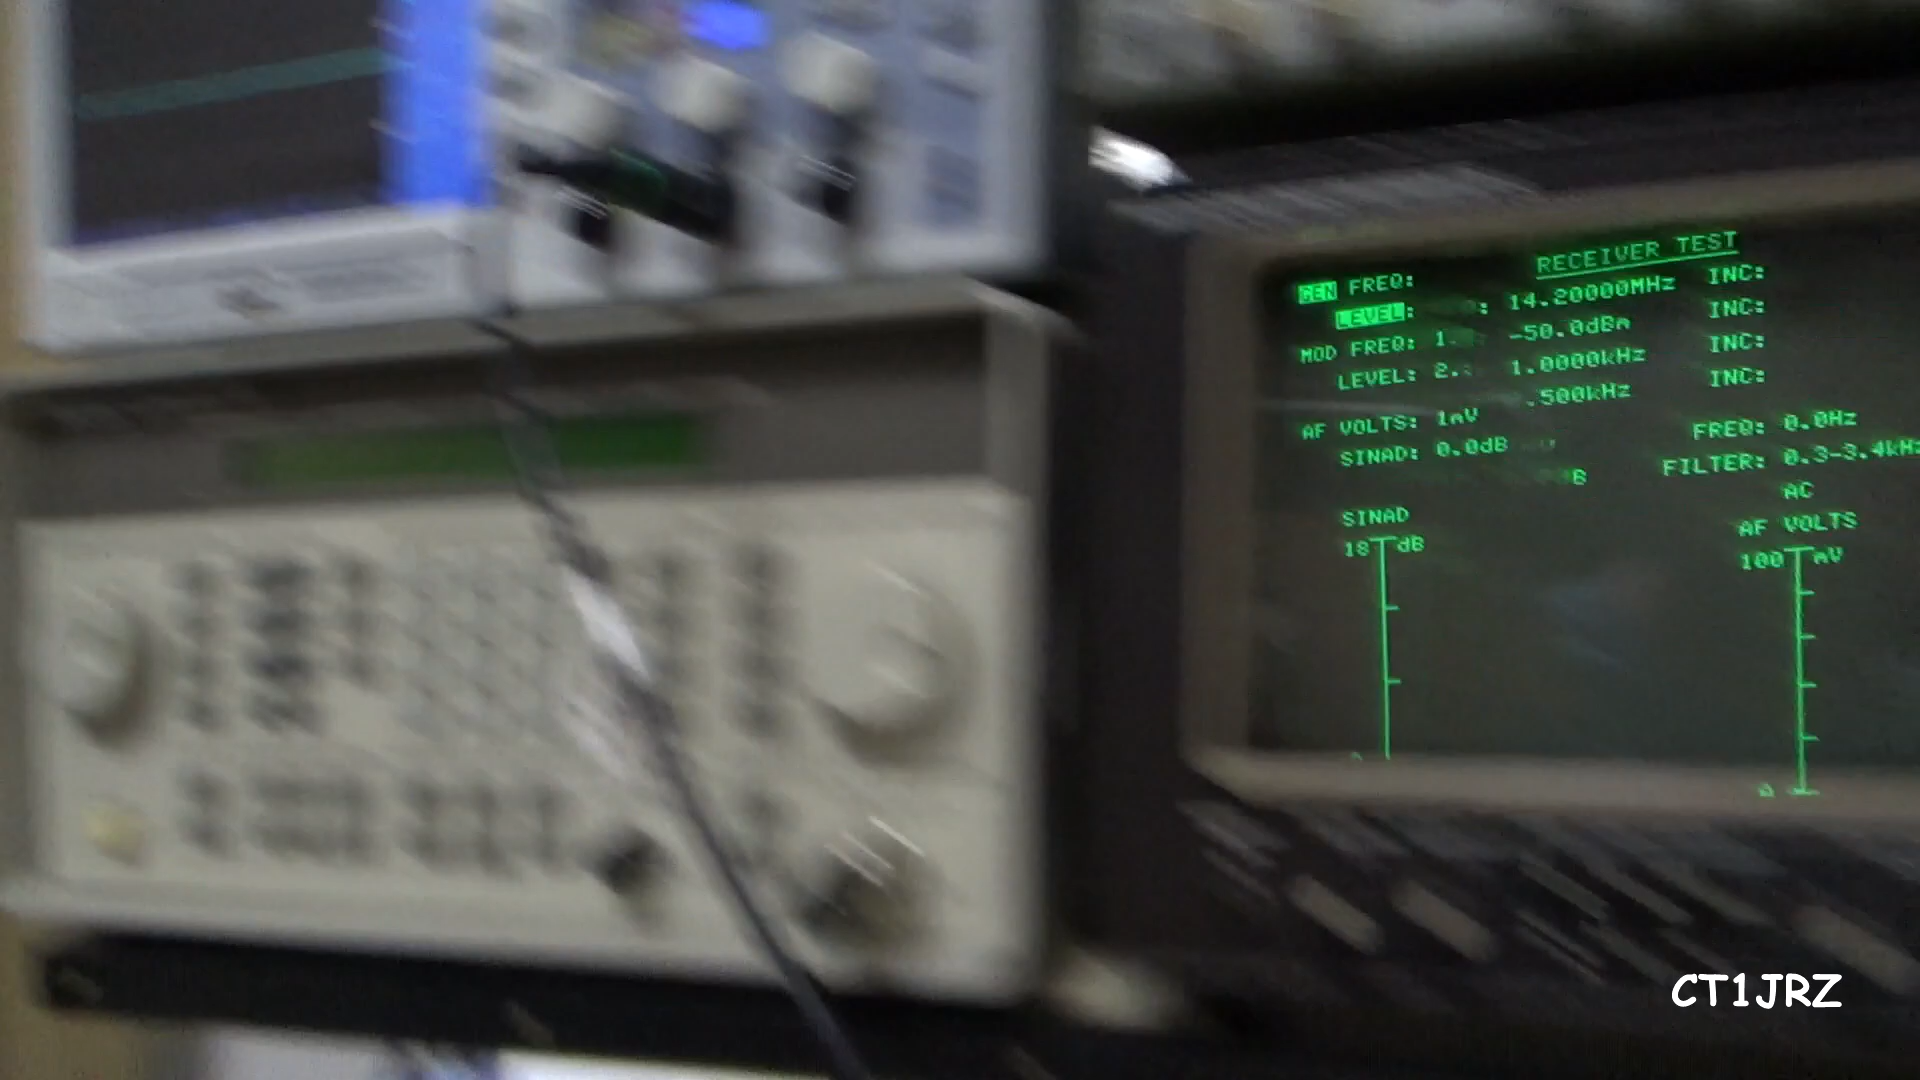 RECEIVER TEST
GEN FREQ: 14.20000MHz INC:
LEVEL: -50.0dBm INC:
MOD FREQ: 1. 1.0000kHz INC:
LEVEL: 2. .500kHz INC:
AF VOLTS: 1mV FREQ: 0.0Hz
SINAD: 0.0dB FILTER: 0.3-3.4kHz
AC
SINAD AF VOLTS
18 dB 100 mV
0
CT1JRZ